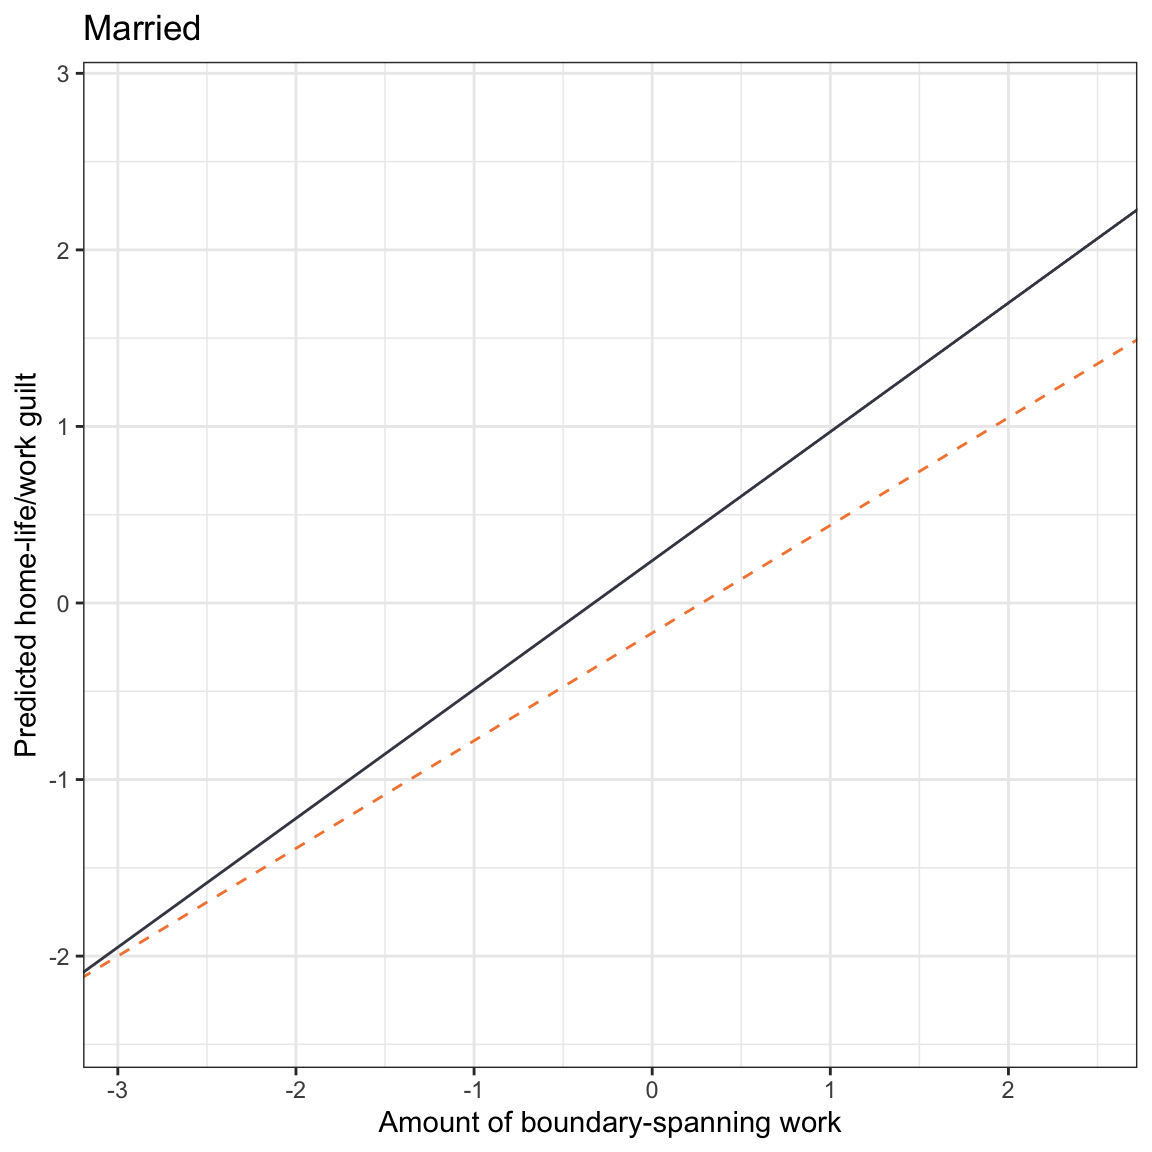 Married
3
2
1
0
-1
-2
Predicted home-life/work guilt
-3 -2 -1 0 1 2
Amount of boundary-spanning work